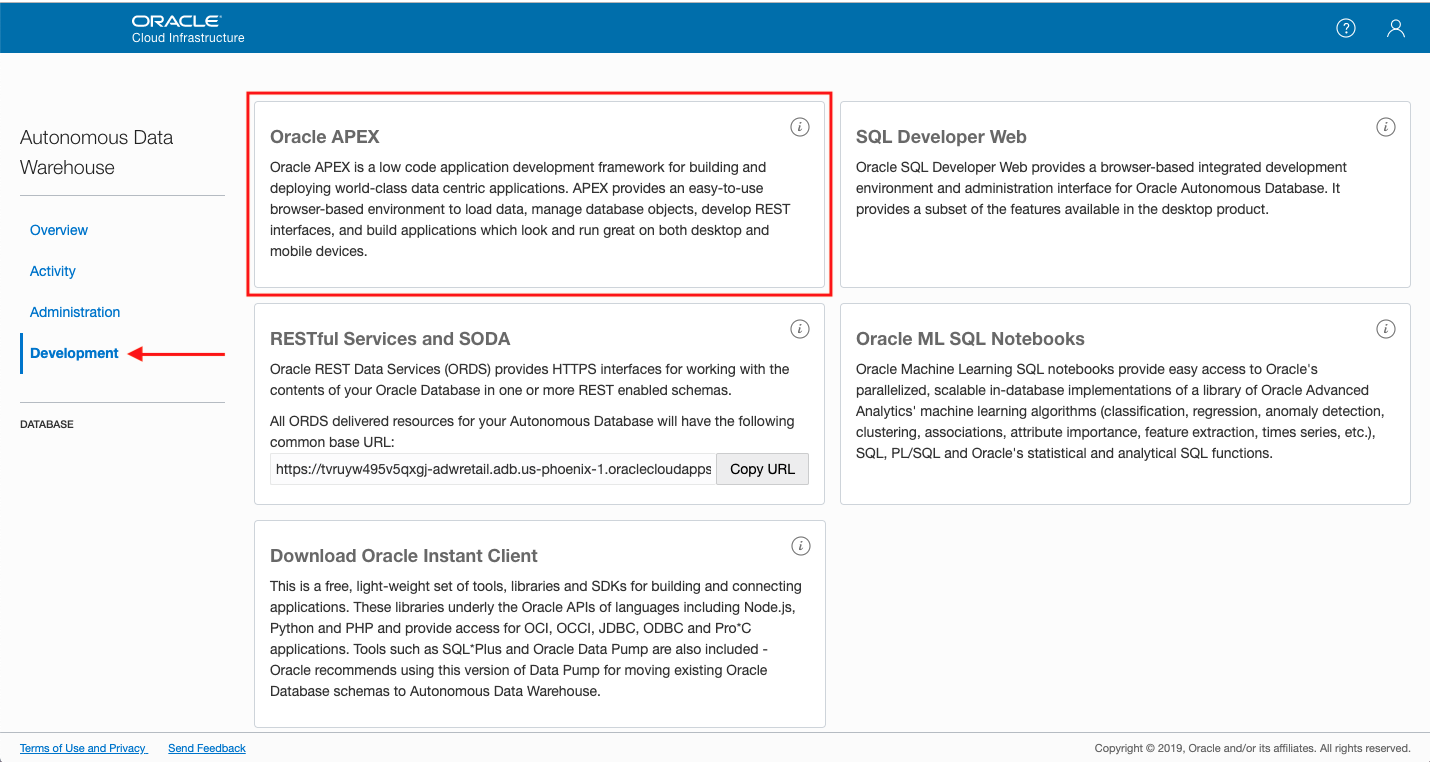 ORACLE
Cloud Infrastructure
Autonomous Data
Warehouse
Overview
Activity
Administration
Development
DATABASE
Oracle APEX
Oracle APEX is a low code application development framework for building and
deploying world-class data centric applications. APEX provides an easy-to-use
browser-based environment to load data, manage database objects, develop REST
interfaces, and build applications which look and run great on both desktop and
mobile devices.
SQL Developer Web
Oracle SQL Developer Web provides a browser-based integrated development
environment and administration interface for Oracle Autonomous Database. It
provides a subset of the features available in the desktop product.
RESTful Services and SODA
Oracle REST Data Services (ORDS) provides HTTPS interfaces for working with the
contents of your Oracle Database in one or more REST enabled schemas.
All ORDS delivered resources for your Autonomous Database will have the following
common base URL:
https://tvruyw495v5qxgj-adwretail.adb.us-phoenix-1.oraclecloudapps
Copy URL
Oracle ML SQL Notebooks
Oracle Machine Learning SQL notebooks provide easy access to Oracle's
parallelized, scalable in-database implementations of a library of Oracle Advanced
Analytics' machine learning algorithms (classification, regression, anomaly detection,
clustering, associations, attribute importance, feature extraction, times series, etc.),
SQL, PL/SQL and Oracle's statistical and analytical SQL functions.
Download Oracle Instant Client
This is a free, light-weight set of tools, libraries and SDKs for building and connecting
applications. These libraries underly the Oracle APIs of languages including Node.js,
Python and PHP and provide access for OCI, OCCI, JDBC, ODBC and Pro*C
applications. Tools such as SQL*Plus and Oracle Data Pump are also included -
Oracle recommends using this version of Data Pump for moving existing Oracle
Database schemas to Autonomous Data Warehouse.
Terms of Use and Privacy
Send Feedback
Copyright © 2019, Oracle and/or its affiliates. All rights reserved.